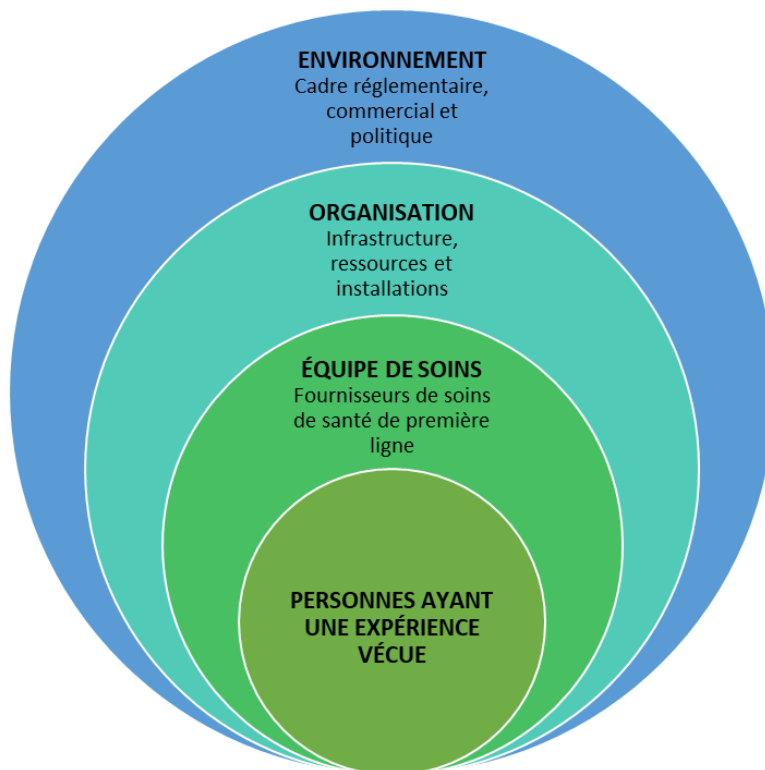 ENVIRONNEMENT
Cadre réglementaire,
commercial et
politique
ORGANISATION
Infrastructure,
ressources et
installations
ÉQUIPE DE SOINS
Fournisseurs de soins
de santé de première
ligne
PERSONNES AYANT
UNE EXPÉRIENCE
VÉCUE